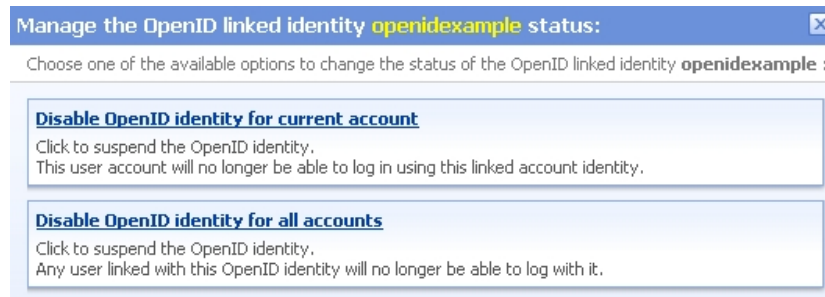 Manage the OpenID linked identity openidexample status:
Choose one of the available options to change the status of the OpenID linked identity openidexample :
Disable OpenID identity for current account
Click to suspend the OpenID identity.
This user account will no longer be able to log in using this linked account identity.
Disable OpenID identity for all accounts
Click to suspend the OpenID identity.
Any user linked with this OpenID identity will no longer be able to log with it.